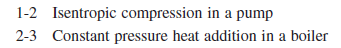 1-2 Isentropic compression in a pump
2-3 Constant pressure heat addition in a boiler